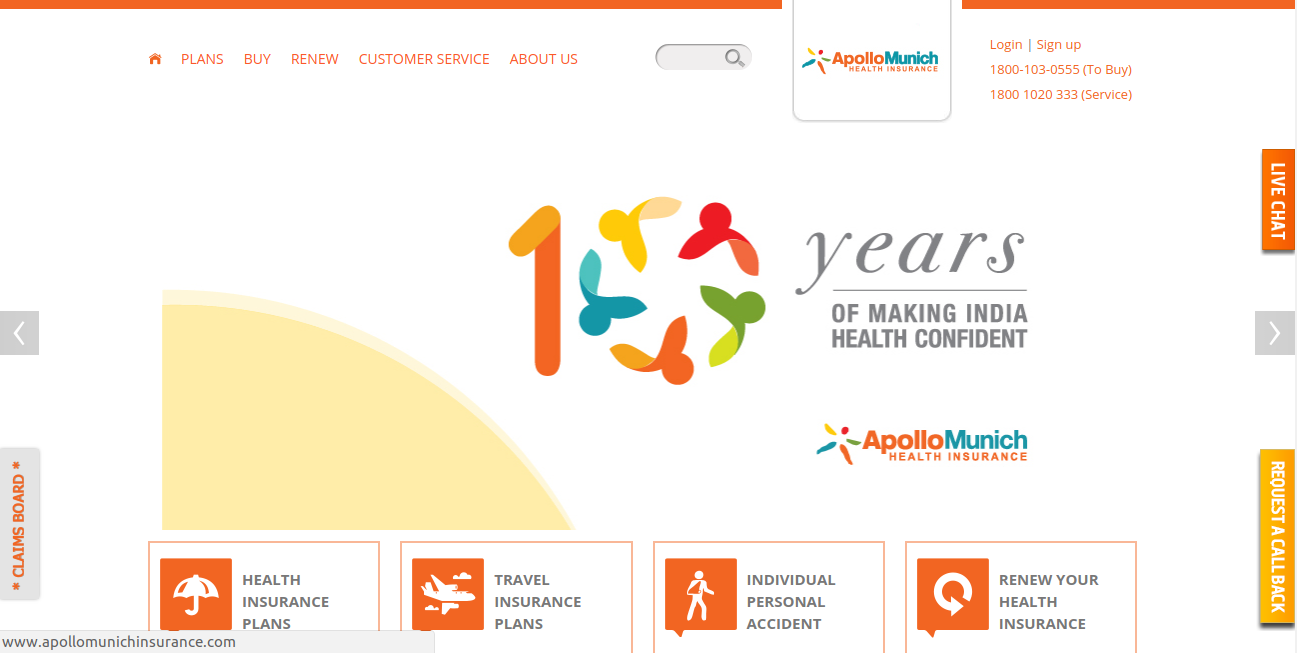 PLANS BUY RENEW CUSTOMER SERVICE ABOUT US
ApolloMunich
HEALTH INSURANCE
Login | Sign up
1800-103-0555 (To Buy)
1800 1020 333 (Service)
LIVE CHAT
10 years
OF MAKING INDIA
HEALTH CONFIDENT
ApolloMunich
HEALTH INSURANCE
* CLAIMS BOARD *
REQUEST A CALL BACK
HEALTH
INSURANCE
PLANS
TRAVEL
INSURANCE
PLANS
INDIVIDUAL
PERSONAL
ACCIDENT
RENEW YOUR
HEALTH
INSURANCE
www.apollomunichinsurance.com